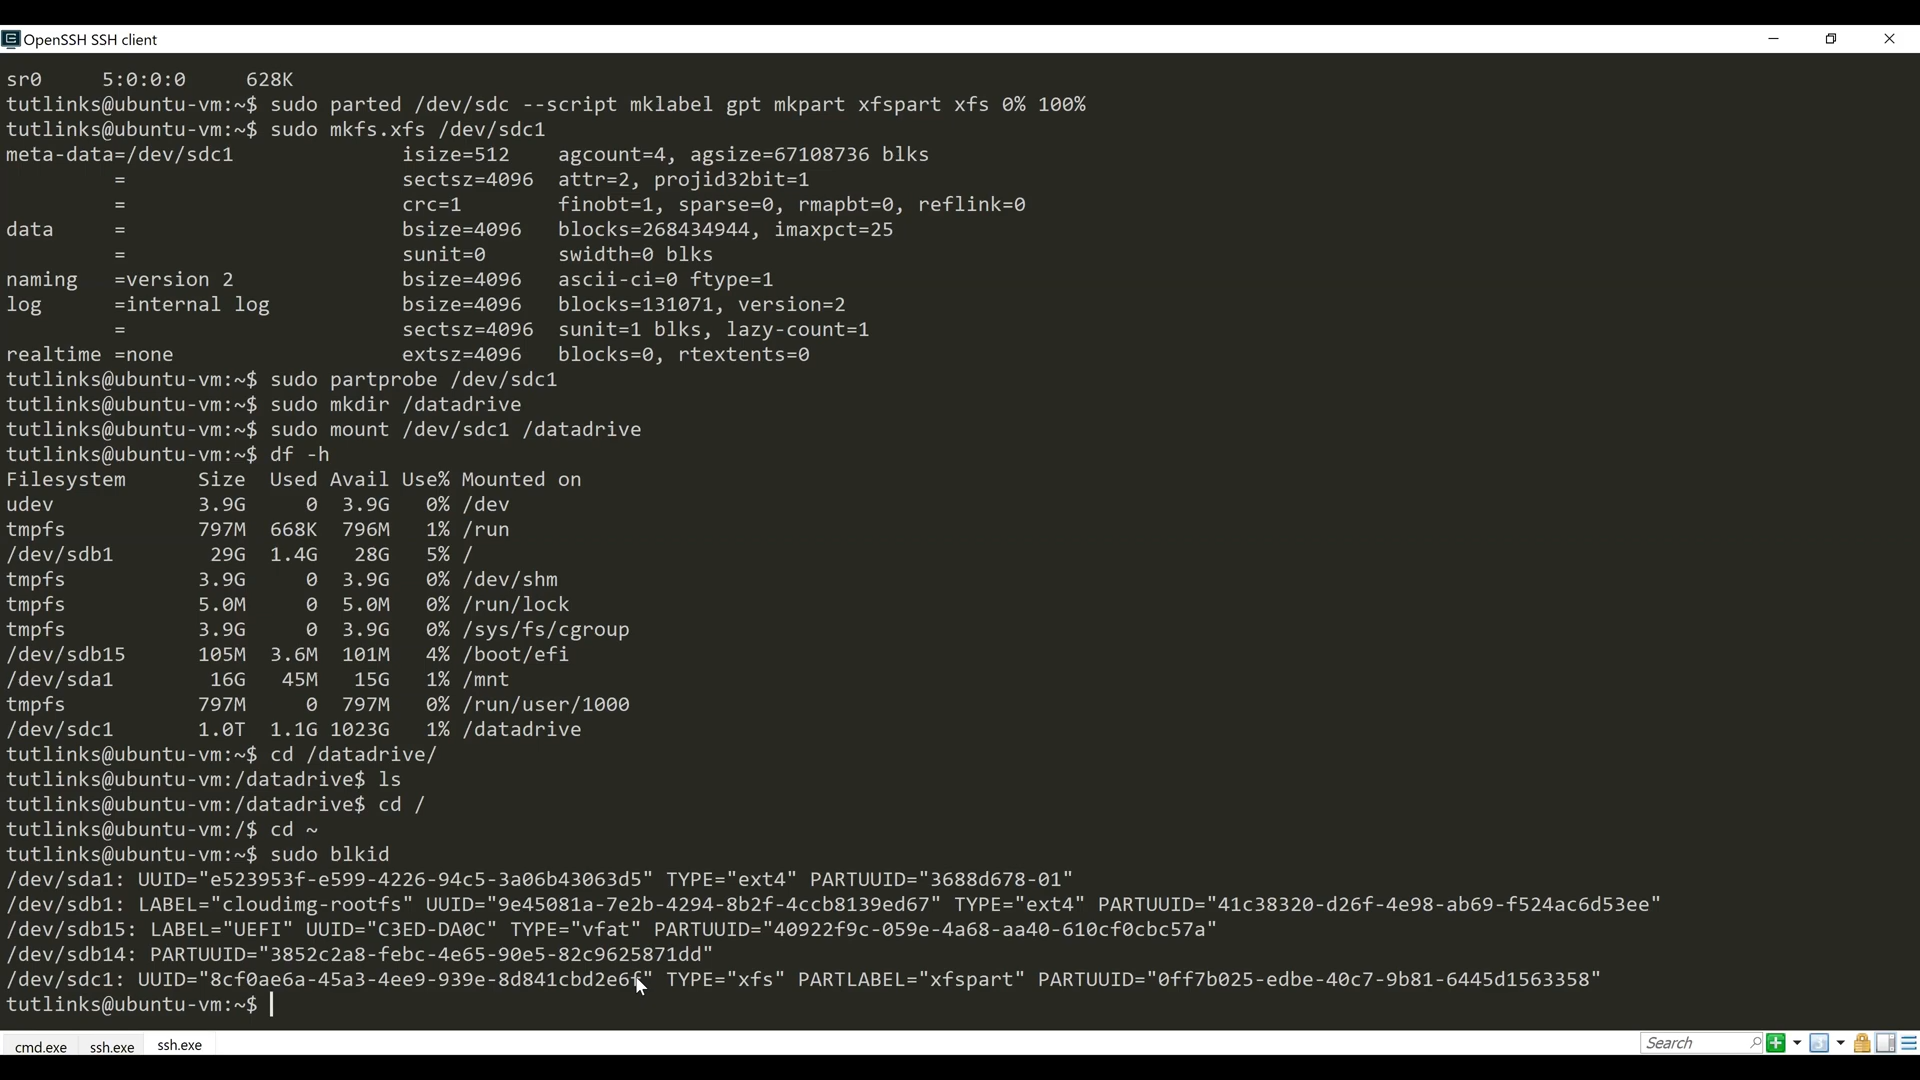 OpenSSH SSH client
sr0     5:0:0:0     628K
tutlinks@ubuntu-vm:~$ sudo parted /dev/sdc --script mklabel gpt mkpart xfspart xfs 0% 100%
tutlinks@ubuntu-vm:~$ sudo mkfs.xfs /dev/sdc1
meta-data=/dev/sdc1              isize=512    agcount=4, agsize=67108736 blks
         =                       sectsz=4096  attr=2, projid32bit=1
         =                       crc=1        finobt=1, sparse=0, rmapbt=0, reflink=0
data     =                       bsize=4096   blocks=268434944, imaxpct=25
         =                       sunit=0      swidth=0 blks
naming   =version 2              bsize=4096   ascii-ci=0 ftype=1
log      =internal log           bsize=4096   blocks=131071, version=2
         =                       sectsz=4096  sunit=1 blks, lazy-count=1
realtime =none                   extsz=4096   blocks=0, rtextents=0
tutlinks@ubuntu-vm:~$ sudo partprobe /dev/sdc1
tutlinks@ubuntu-vm:~$ sudo mkdir /datadrive
tutlinks@ubuntu-vm:~$ sudo mount /dev/sdc1 /datadrive
tutlinks@ubuntu-vm:~$ df -h
Filesystem      Size  Used Avail Use% Mounted on
udev            3.9G     0  3.9G   0% /dev
tmpfs           797M  668K  796M   1% /run
/dev/sdb1        29G  1.4G   28G   5% /
tmpfs           3.9G     0  3.9G   0% /dev/shm
tmpfs           5.0M     0  5.0M   0% /run/lock
tmpfs           3.9G     0  3.9G   0% /sys/fs/cgroup
/dev/sdb15      105M  3.6M  101M   4% /boot/efi
/dev/sda1        16G   45M   15G   1% /mnt
tmpfs           797M     0  797M   0% /run/user/1000
/dev/sdc1       1.0T  1.1G 1023G   1% /datadrive
tutlinks@ubuntu-vm:~$ cd /datadrive/
tutlinks@ubuntu-vm:/datadrive$ ls
tutlinks@ubuntu-vm:/datadrive$ cd /
tutlinks@ubuntu-vm:/$ cd ~
tutlinks@ubuntu-vm:~$ sudo blkid
/dev/sda1: UUID="e523953f-e599-4226-94c5-3a06b43063d5" TYPE="ext4" PARTUUID="3688d678-01"
/dev/sdb1: LABEL="cloudimg-rootfs" UUID="9e45081a-7e2b-4294-8b2f-4ccb8139ed67" TYPE="ext4" PARTUUID="41c38320-d26f-4e98-ab69-f524ac6d53ee"
/dev/sdb15: LABEL="UEFI" UUID="C3ED-DA0C" TYPE="vfat" PARTUUID="40922f9c-059e-4a68-aa40-610cf0cbc57a"
/dev/sdb14: PARTUUID="3852c2a8-febc-4e65-90e5-82c9625871dd"
/dev/sdc1: UUID="8cf0ae6a-45a3-4ee9-939e-8d841cbd2e6f" TYPE="xfs" PARTLABEL="xfspart" PARTUUID="0ff7b025-edbe-40c7-9b81-6445d1563358"
tutlinks@ubuntu-vm:~$
cmd.exe ssh.exe ssh.exe Search